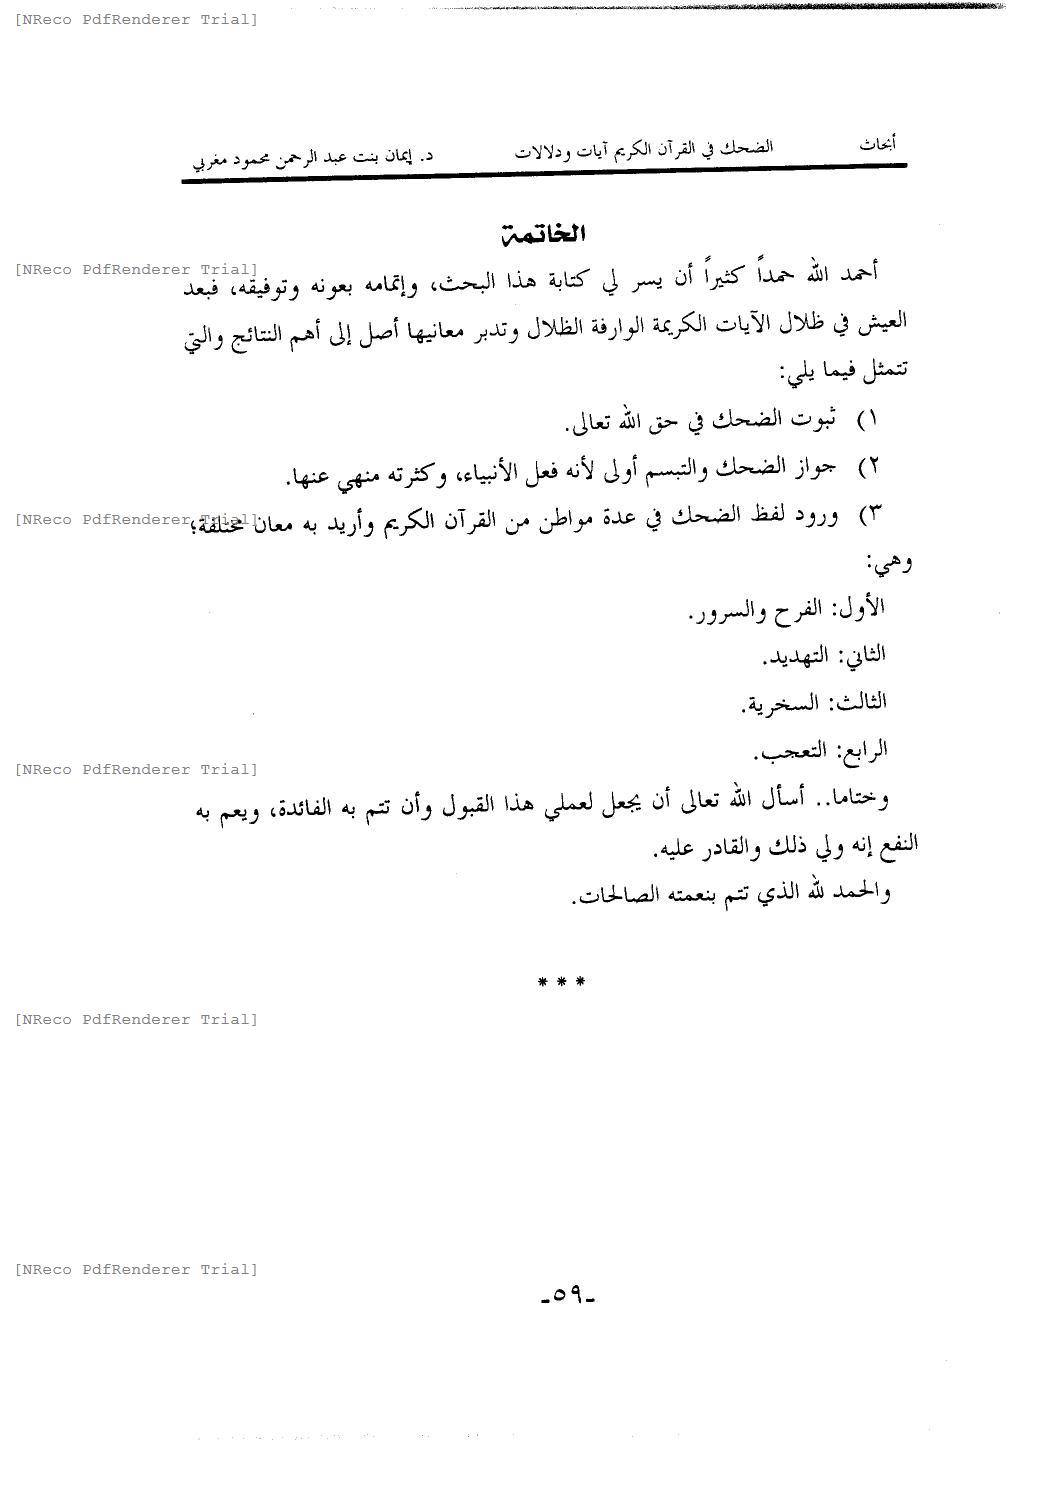 [NReco PdfRenderer Trial]
أبحاث الضحك في القرآن الكريم آيات ودلالات د. إيمان بنت عبد الرحمن محمود مغربي
الخاتمة
[NReco PdfRenderer Trial]
أحمد الله حمداً كثيراً أن يسر لي كتابة هذا البحث، وإتمامه بعونه وتوفيقه، فبعد
العيش في ظلال الآيات الكريمة الوارفة الظلال وتدبر معانيها أصل إلى أهم النتائج والتي
تتمثل فيما يلي:
١) ثبوت الضحك في حق الله تعالى.
٢) جواز الضحك والتبسم أولى لأنه فعل الأنبياء، وكثرته منهي عنها.
[NReco PdfRenderer Trial]
٣) ورود لفظ الضحك في عدة مواطن من القرآن الكريم وأريد به معان مختلفة؛
وهي:
الأول: الفرح والسرور.
الثاني: التهديد.
الثالث: السخرية.
الرابع: التعجب.
[NReco PdfRenderer Trial]
وختاما.. أسأل الله تعالى أن يجعل لعملي هذا القبول وأن تتم به الفائدة، ويعم به
النفع إنه ولي ذلك والقادر عليه.
والحمد لله الذي تتم بنعمته الصالحات.
* * *
[NReco PdfRenderer Trial]
[NReco PdfRenderer Trial]
-٥٩-